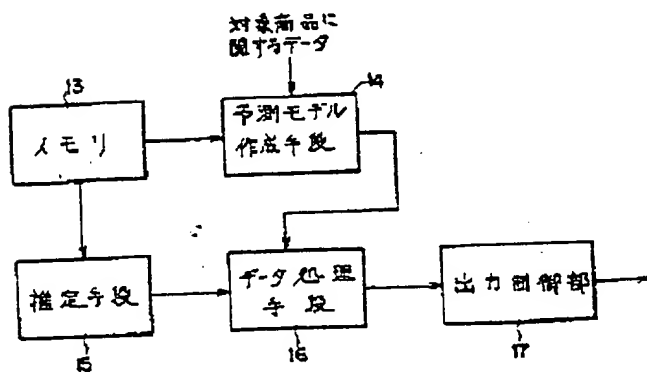 対象商品に
関するデータ
13
メモリ
14
予測モデル
作成手段
推定手段
15
データ処理
手段
16
出力制御部
17